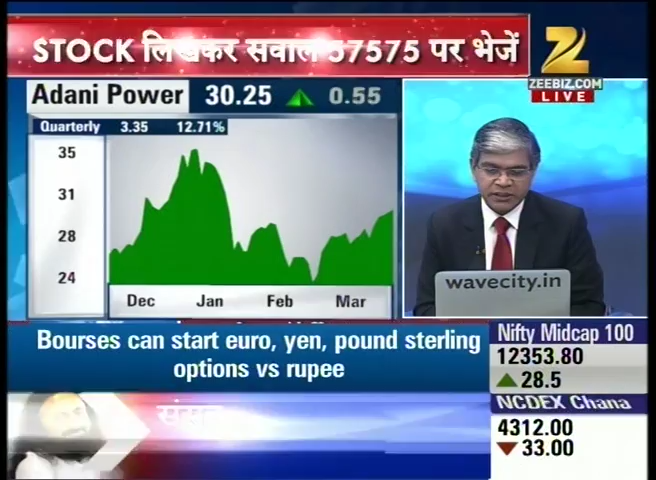 STOCK लिखकर सवाल 57575 पर भेजें
ZEEBIZ.COM
LIVE
Adani Power 30.25 0.55
Quarterly 3.35 12.71%
35
31
28
24
Dec Jan Feb Mar
wavecity.in
Bourses can start euro, yen, pound sterling
options vs rupee
Nifty Midcap 100
12353.80
28.5
NCDEX Chana
4312.00
33.00